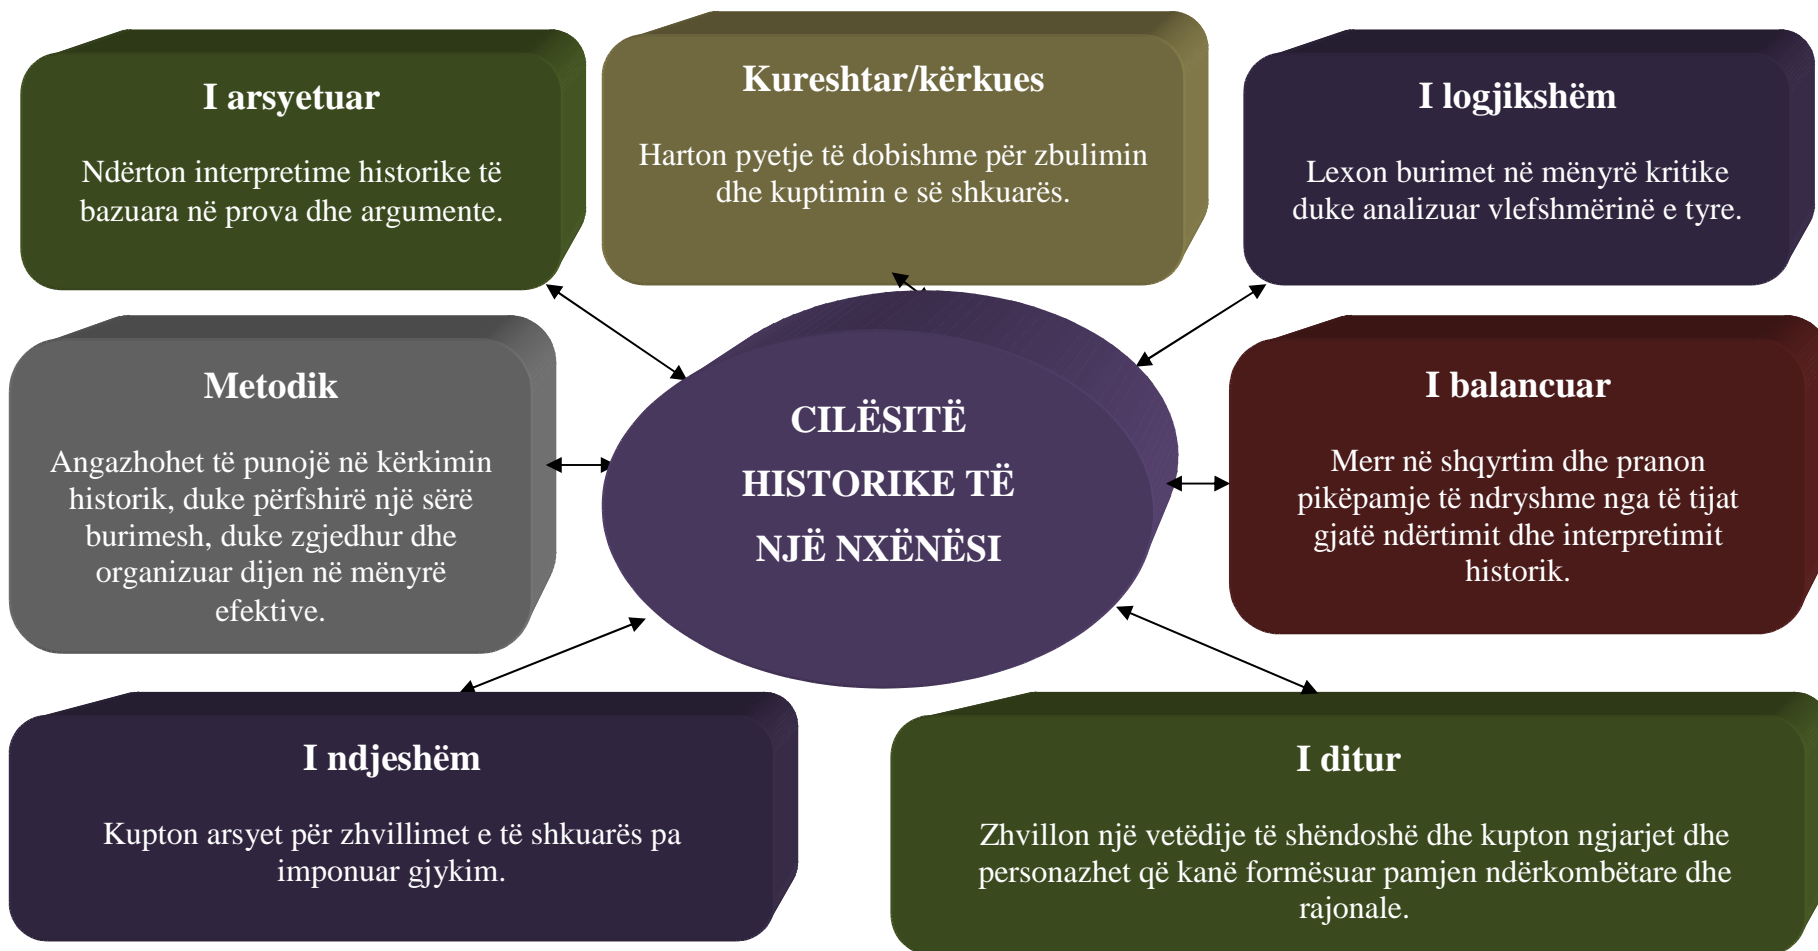 I arsyetuar
Ndërton interpretime historike të
bazuara në prova dhe argumente.
Kureshtar/kërkues
Harton pyetje të dobishme për zbulimin
dhe kuptimin e së shkuarës.
I logjikshëm
Lexon burimet në mënyrë kritike
duke analizuar vlefshmërinë e tyre.
Metodik
Angazhohet të punojë në kërkimin
historik, duke përfshirë një sërë
burimesh, duke zgjedhur dhe
organizuar dijen në mënyrë
efektive.
CILËSITË
HISTORIKE TË
NJË NXËNËSI
I balancuar
Merr në shqyrtim dhe pranon
pikëpamje të ndryshme nga të tijat
gjatë ndërtimit dhe interpretimit
historik.
I ndjeshëm
Kupton arsyet për zhvillimet e të shkuarës pa
imponuar gjykim.
I ditur
Zhvillon një vetëdije të shëndoshë dhe kupton ngjarjet dhe
personazhet që kanë formësuar pamjen ndërkombëtare dhe
rajonale.